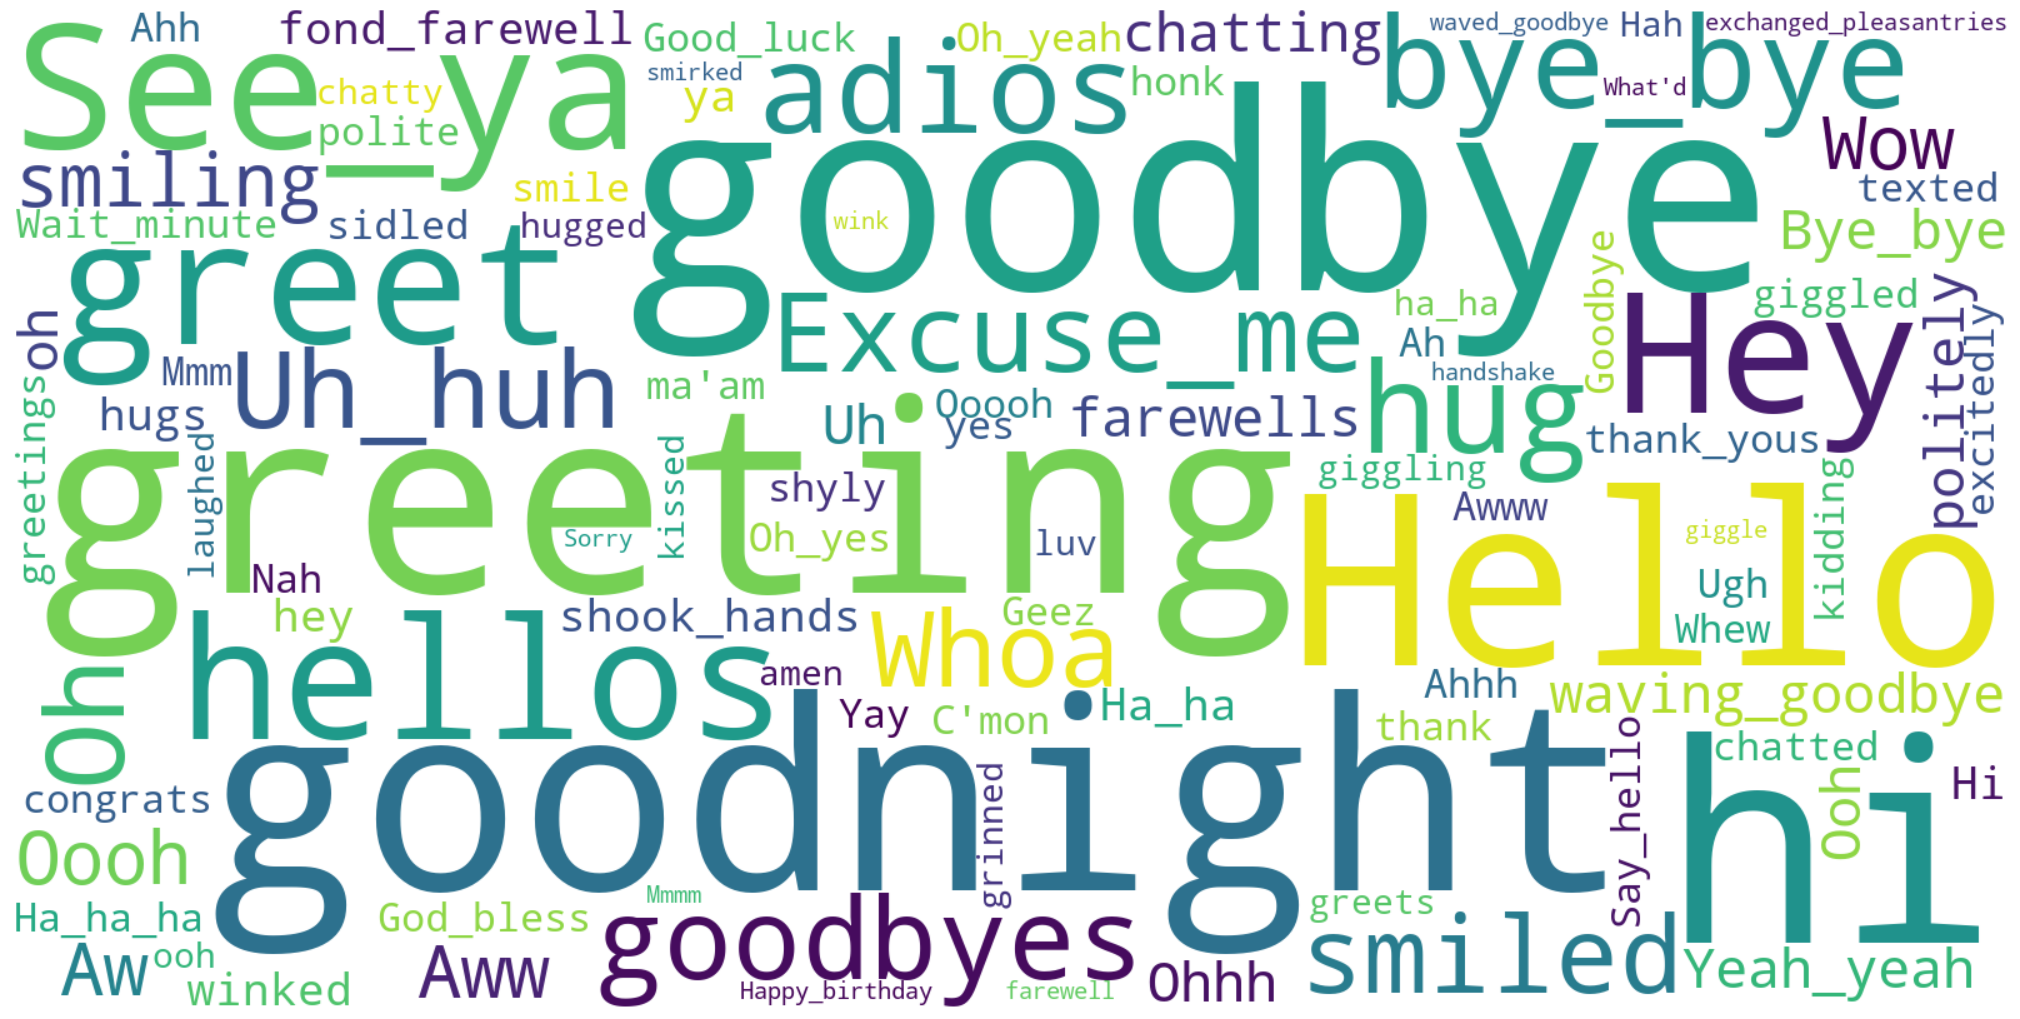 Ahh
fond_farewell
Good_luck
Oh_yeah
chatting
waved_goodbye
Hah
exchanged_pleasantries
See_ya
chatty
smirked
ya
adios
honk
bye_bye
What'd
polite
goodbye
Wow
smiling
smile
texted
Wait_minute
sidled
hugged
wink
Bye_bye
greet
Goodbye
giggled
politely
oh
Excuse_me
ha_ha
Hey
excitedly
Mmm
Uh_huh
Ah
handshake
greetings
hugs
ma'am
Uh
Ooooh
yes
farewells
hug
thank_yous
laughed
greeting
kissed
shyly
giggling
Awww
kidding
Sorry
Oh_yes
luv
Hello
giggle
Nah
Ugh
hey
shook_hands
Geez
Whew
Oh
hellos
Whoa
amen
Ahhh
waving_goodbye
Yay
C'mon
Ha_ha
thank
Say_hello
chatted
congrats
goodnight
grinned
hi
Ooh
Hi
Oooh
Mmmm
greets
Ha_ha_ha
God_bless
goodbyes
smiled
Aw
ooh
winked
Aww
Happy_birthday
farewell
Ohhh
Yeah_yeah